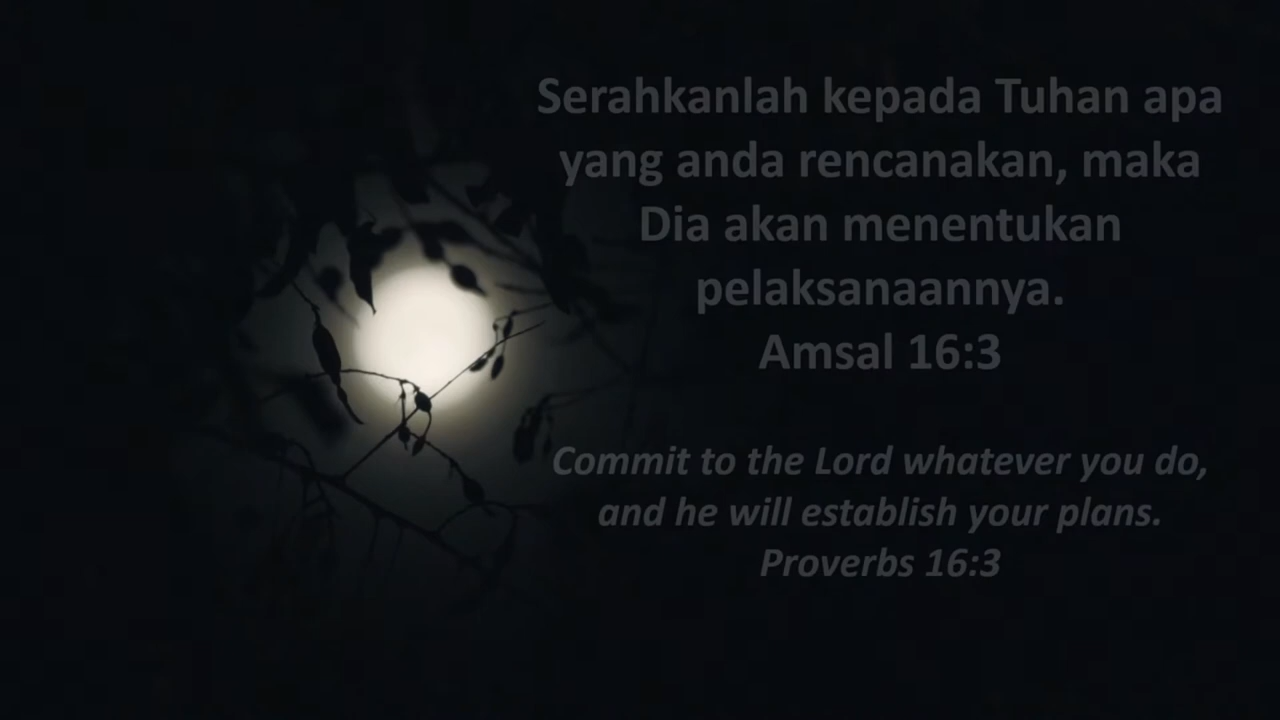 Serahkanlah kepada Tuhan apa
yang anda rencanakan, maka
Dia akan menentukan
pelaksanaannya.
Amsal 16:3
Commit to the Lord whatever you do,
and he will establish your plans.
Proverbs 16:3